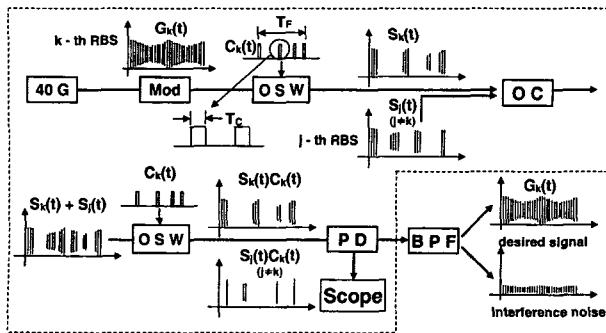 k - th RBS
Gk(t)
TF
Ck(t)
Sk(t)
40 G
Mod
O S W
O C
TC
j - th RBS
Sj(t)
(j≠k)
Sk(t) + Sj(t)
Ck(t)
O S W
Sk(t)Ck(t)
Sj(t)Ck(t)
(j≠k)
P D
Scope
B P F
Gk(t)
desired signal
interference noise